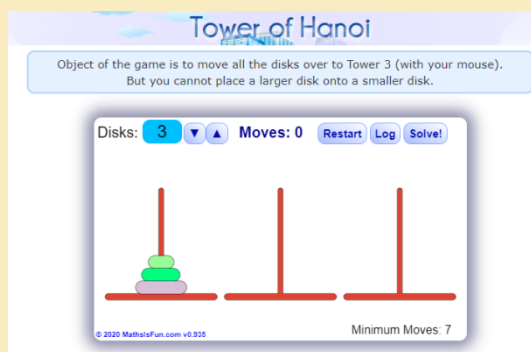 Tower of Hanoi
Object of the game is to move all the disks over to Tower 3 (with your mouse).
But you cannot place a larger disk onto a smaller disk.
Disks: 3 ▼ ▲ Moves: 0 Restart Log Solve!
© 2020 MathsIsFun.com v0.935 Minimum Moves: 7